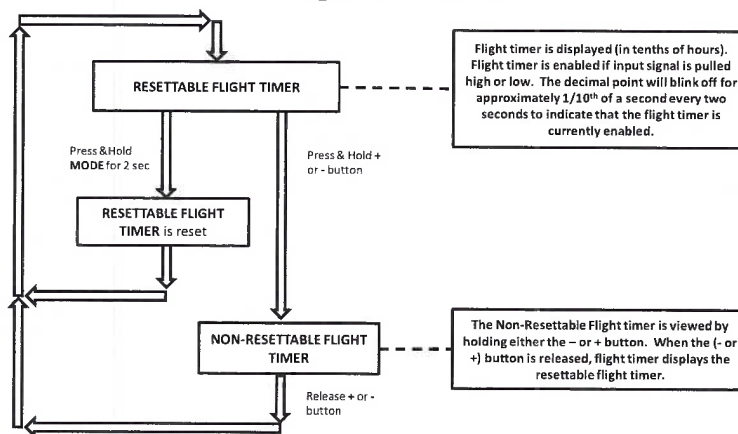 RESETTABLE FLIGHT TIMER
Flight timer is displayed (in tenths of hours).
Flight timer is enabled if input signal is pulled
high or low. The decimal point will blink off for
approximately 1/10th of a second every two
seconds to indicate that the flight timer is
currently enabled.
Press &Hold
MODE for 2 sec
Press & Hold +
or - button
RESETTABLE FLIGHT
TIMER is reset
NON-RESETTABLE FLIGHT
TIMER
The Non-Resettable Flight timer is viewed by
holding either the – or + button. When the (- or
+) button is released, flight timer displays the
resettable flight timer.
Release + or -
button